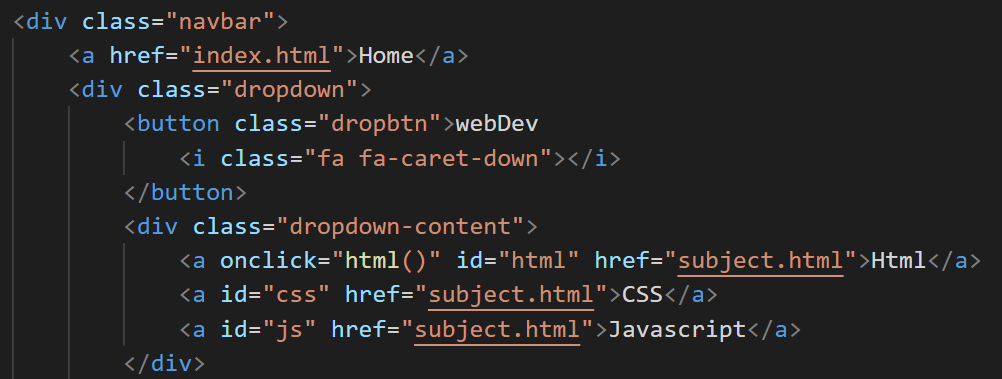 <div class="navbar">
    <a href="index.html">Home</a>
    <div class="dropdown">
        <button class="dropbtn">webDev
            <i class="fa fa-caret-down"></i>
        </button>
        <div class="dropdown-content">
            <a onclick="html()" id="html" href="subject.html">Html</a>
            <a id="css" href="subject.html">CSS</a>
            <a id="js" href="subject.html">Javascript</a>
        </div>